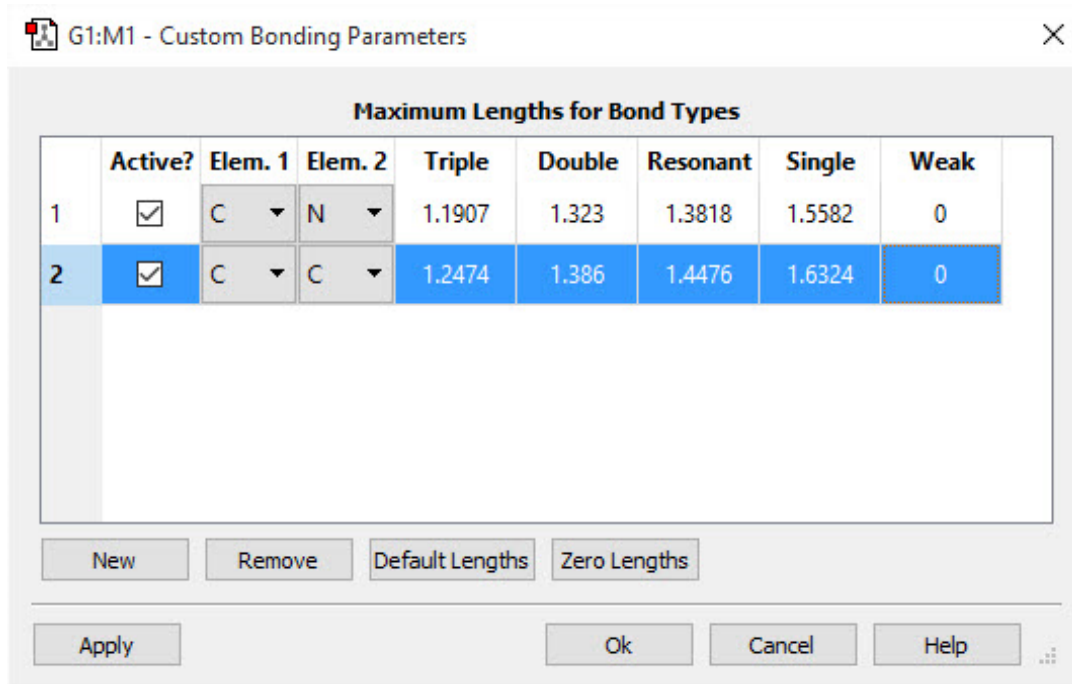 G1:M1 - Custom Bonding Parameters
Maximum Lengths for Bond Types
Active? Elem. 1 Elem. 2 Triple Double Resonant Single Weak
1 C N 1.1907 1.323 1.3818 1.5582 0
2 C C 1.2474 1.386 1.4476 1.6324 0
New Remove Default Lengths Zero Lengths
Apply Ok Cancel Help